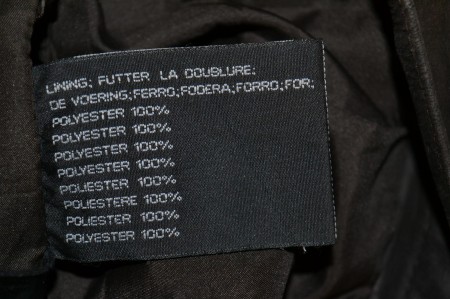 LINING; FUTTER LA DOUBLURE;
DE VOERING;FERRO;FODERA;FORRO;FOR;
POLYESTER 100%
POLYESTER 100%
POLYESTER 100%
POLYESTER 100%
POLIESTER 100%
POLIESTERE 100%
POLIESTER 100%
POLYESTER 100%